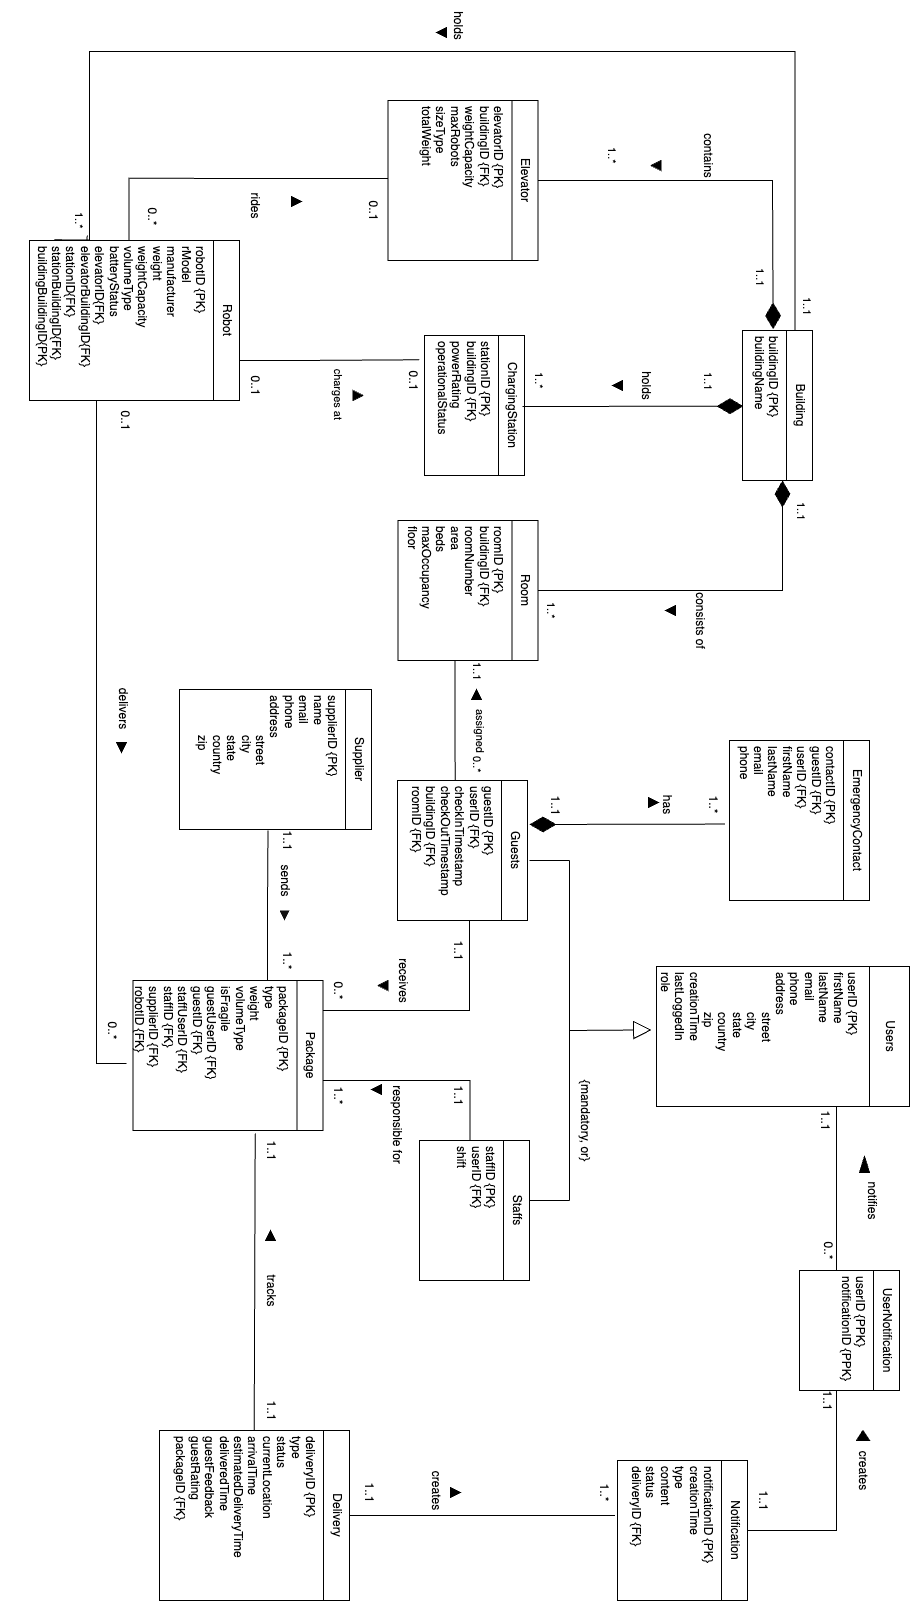 holds
1..1
1..*
Building
buildingID {PK}
buildingName
contains
1..1
1..*
Elevator
elevatorID {PK}
buildingID {FK}
weightCapacity
maxRobots
sizeType
totalWeight
rides
0..1
0..*
Robot
robotID {PK}
rModel
manufacturer
weight
weightCapacity
volumeType
batteryStatus
elevatorID{FK}
elevatorBuildingID{FK}
stationID{FK}
stationBuildingID{FK}
buildingBuildingID{PK}
holds
1..1
1..*
ChargingStation
stationID {PK}
buildingID {FK}
powerRating
operationalStatus
charges at
0..1
0..1
consists of
1..1
1..*
Room
roomID {PK}
buildingID {FK}
roomNumber
area
beds
maxOccupancy
floor
1..1
assigned 0..*
delivers
0..1
0..*
Supplier
supplierID {PK}
name
email
phone
address
street
city
state
country
zip
1..1
sends
1..*
EmergencyContact
contactID {PK}
guestID {FK}
userID {FK}
firstName
lastName
email
phone
has
1..*
1..1
Guests
guestID {PK}
userID {FK}
checkInTimestamp
checkOutTimestamp
buildingID {FK}
roomID {FK}
1..1
receives
0..*
Users
userID {PK}
firstName
lastName
email
phone
address
street
city
state
country
zip
creationTime
lastLoggedIn
role
{mandatory, or}
Package
packageID {PK}
type
weight
volumeType
isFragile
guestUserID {FK}
guestID {FK}
staffUserID {FK}
staffID {FK}
supplierID {FK}
robotID {FK}
1..1
responsible for
1..*
Staffs
staffID {PK}
userID {FK}
shift
1..1
notifies
0..*
UserNotification
userID {PPK}
notificationID {PPK}
1..1
creates
1..1
1..1
tracks
1..1
Delivery
deliveryID {PK}
type
status
currentLocation
arrivalTime
estimatedDeliveryTime
deliveredTime
guestFeedback
guestRating
packageID {FK}
1..1
creates
1..*
Notification
notificationID {PK}
creationTime
type
content
status
deliveryID {FK}